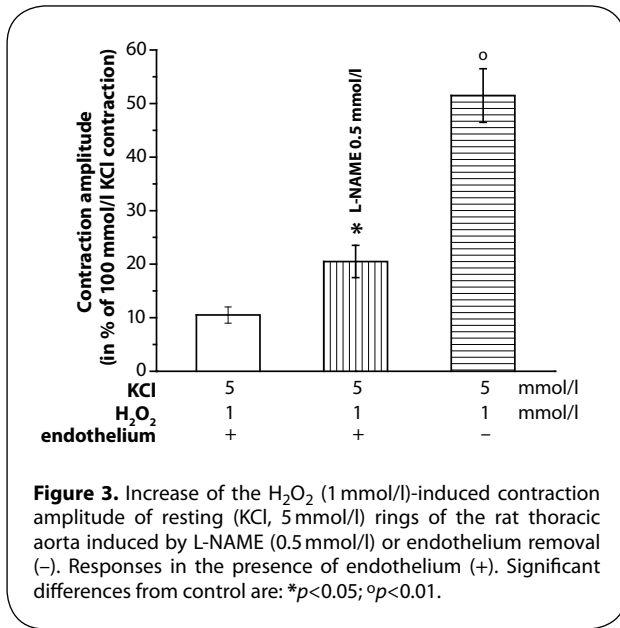 Contraction amplitude
(in % of 100 mmol/l KCl contraction)
60
50
40
30
20
10
0
* L-NAME 0.5 mmol/l
o
KCl 5 5 5 mmol/l
H₂O₂ 1 1 1 mmol/l
endothelium + + –
Figure 3. Increase of the H₂O₂ (1 mmol/l)-induced contraction
amplitude of resting (KCl, 5 mmol/l) rings of the rat thoracic
aorta induced by L-NAME (0.5 mmol/l) or endothelium removal
(–). Responses in the presence of endothelium (+). Significant
differences from control are: *p<0.05; ᵒp<0.01.